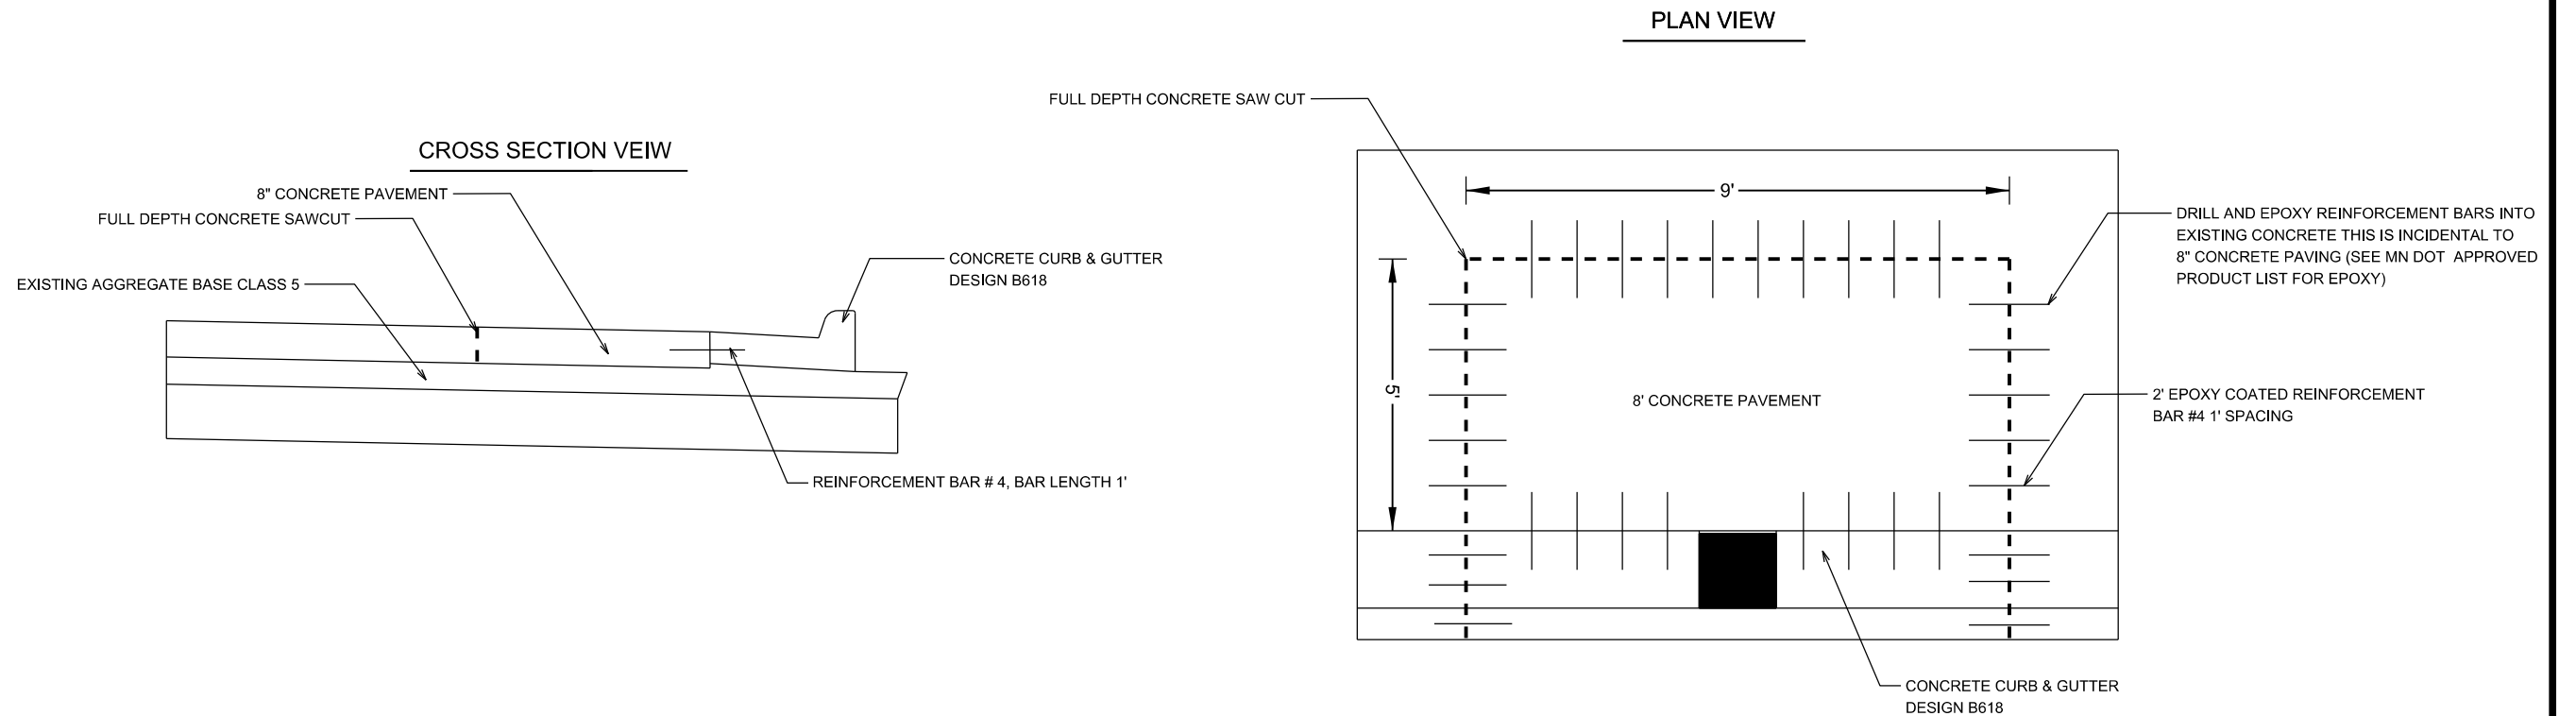 PLAN VIEW
FULL DEPTH CONCRETE SAW CUT
CROSS SECTION VEIW
8" CONCRETE PAVEMENT
FULL DEPTH CONCRETE SAWCUT
EXISTING AGGREGATE BASE CLASS 5
CONCRETE CURB & GUTTER
DESIGN B618
REINFORCEMENT BAR # 4, BAR LENGTH 1'
9'
5'
8' CONCRETE PAVEMENT
DRILL AND EPOXY REINFORCEMENT BARS INTO
EXISTING CONCRETE THIS IS INCIDENTAL TO
8" CONCRETE PAVING (SEE MN DOT APPROVED
PRODUCT LIST FOR EPOXY)
2' EPOXY COATED REINFORCEMENT
BAR #4 1' SPACING
CONCRETE CURB & GUTTER
DESIGN B618